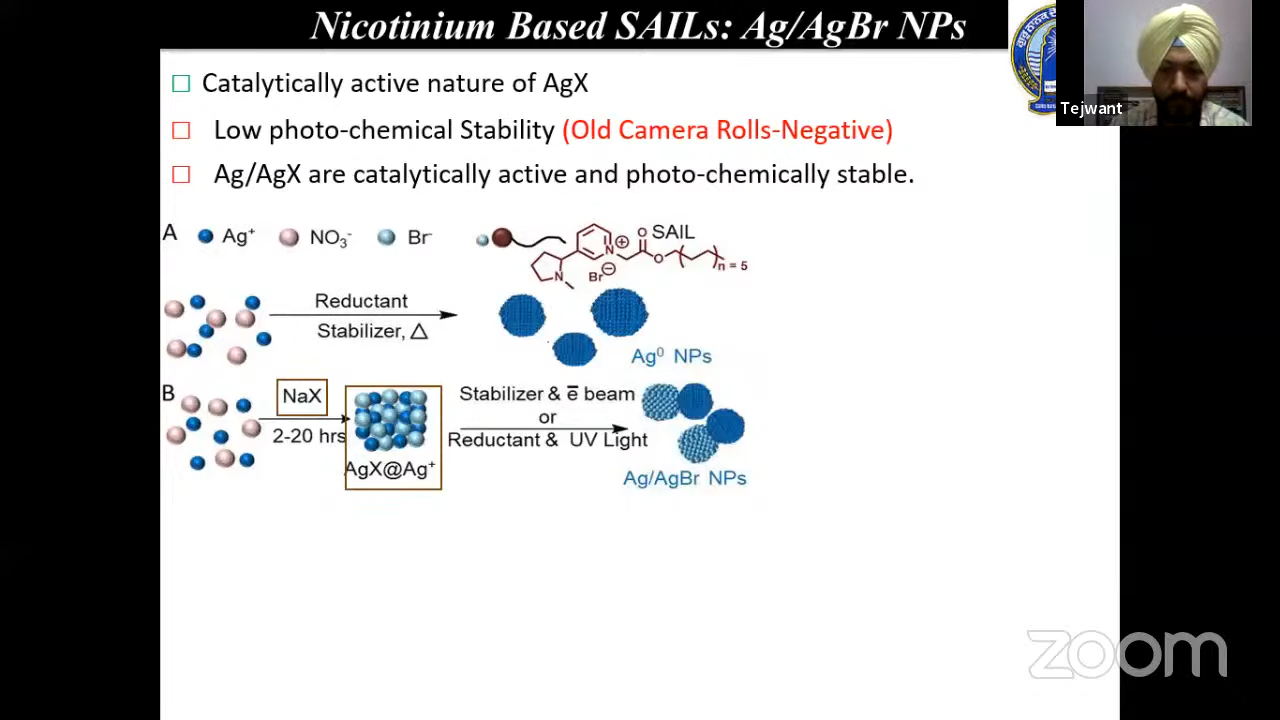 Nicotinium Based SAILs: Ag/AgBr NPs
Tejwant
□ Catalytically active nature of AgX
□ Low photo-chemical Stability (Old Camera Rolls-Negative)
□ Ag/AgX are catalytically active and photo-chemically stable.
A Ag⁺ NO₃⁻ Br⁻ SAIL
N⊕ O O n = 5
N Br⊖
Reductant
Stabilizer, △
Ag⁰ NPs
B NaX
2-20 hrs
AgX@Ag⁺
Stabilizer & e̅ beam
or
Reductant & UV Light
Ag/AgBr NPs
zoom